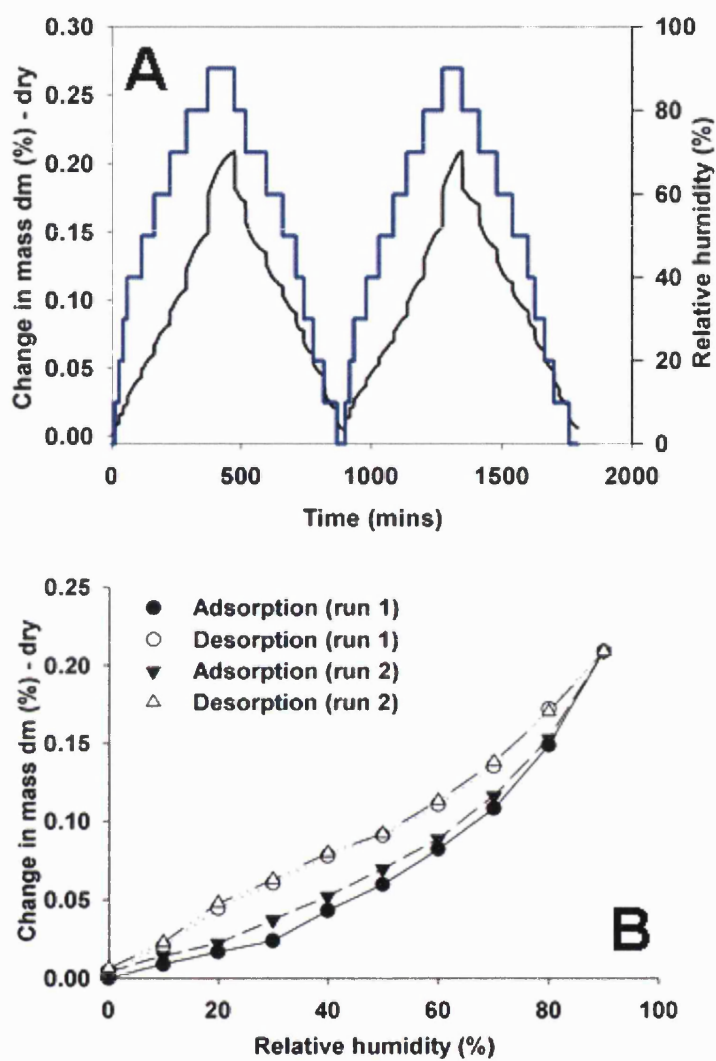 A
Change in mass dm (%) - dry
0.30
0.25
0.20
0.15
0.10
0.05
0.00
Relative humidity (%)
100
80
60
40
20
0
0 500 1000 1500 2000
Time (mins)
B
Change in mass dm (%) - dry
0.25
0.20
0.15
0.10
0.05
0.00
Adsorption (run 1)
Desorption (run 1)
Adsorption (run 2)
Desorption (run 2)
0 20 40 60 80 100
Relative humidity (%)